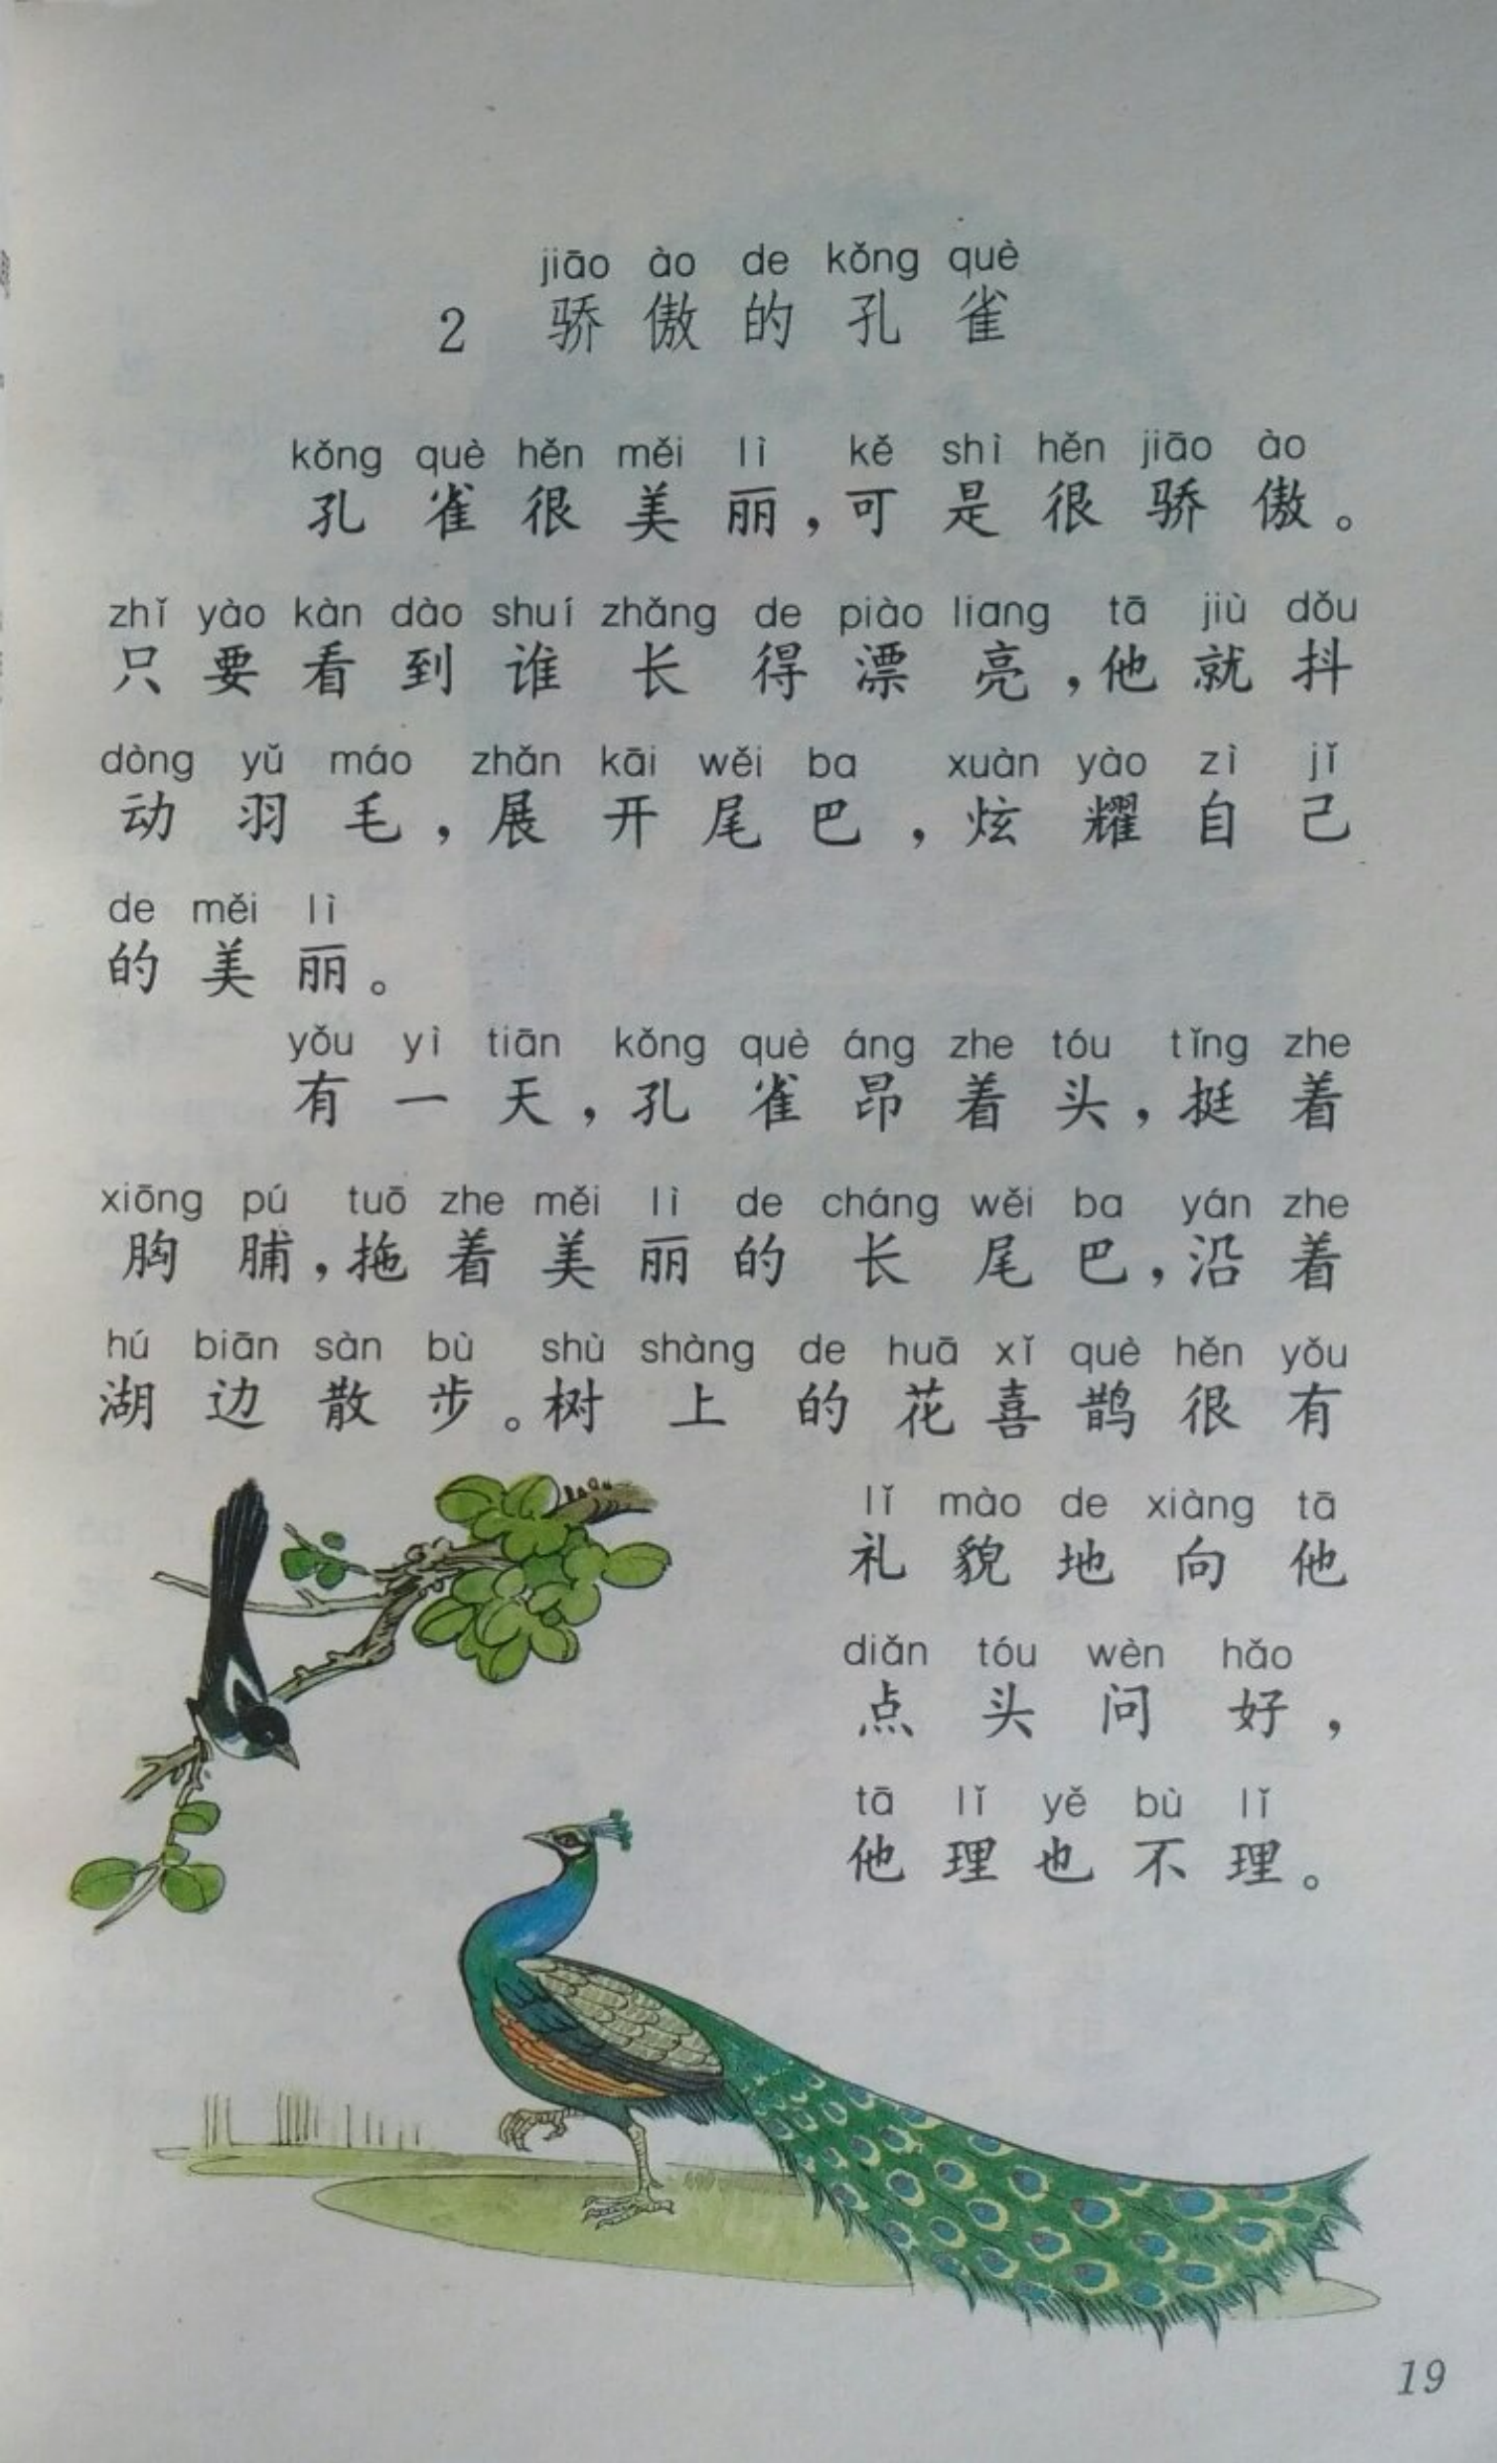 jiāo ào de kǒng què
2 骄傲的孔雀
kǒng què hěn měi lì kě shì hěn jiāo ào
孔雀很美丽，可是很骄傲。
zhǐ yào kàn dào shuí zhǎng de piào liang tā jiù dǒu
只要看到谁长得漂亮，他就抖
dòng yǔ máo zhǎn kāi wěi ba xuàn yào zì jǐ
动羽毛，展开尾巴，炫耀自己
de měi lì
的美丽。
yǒu yì tiān kǒng què áng zhe tóu tǐng zhe
有一天，孔雀昂着头，挺着
xiōng pú tuō zhe měi lì de cháng wěi ba yán zhe
胸脯，拖着美丽的长尾巴，沿着
hú biān sàn bù shù shàng de huā xǐ què hěn yǒu
湖边散步。树上的花喜鹊很有
lǐ mào de xiàng tā
礼貌地向他
diǎn tóu wèn hǎo
点头问好，
tā lǐ yě bù lǐ
他理也不理。
19